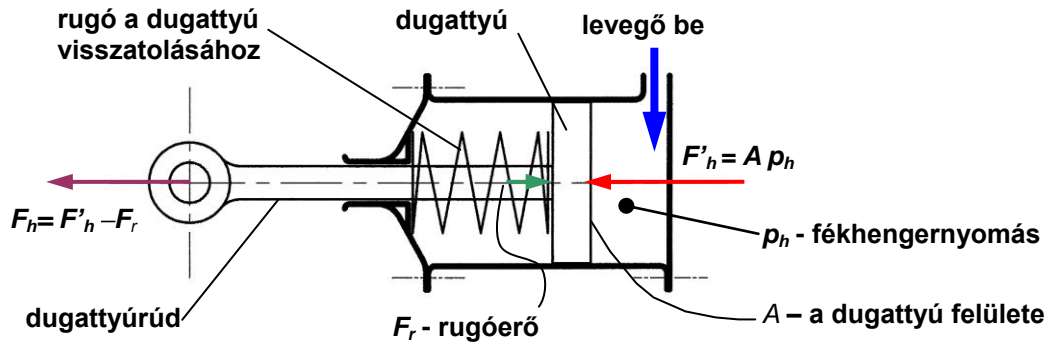 rugó a dugattyú
visszatolásához
dugattyú
levegő be
F'h = A ph
Fh= F'h –Fr
ph - fékhengernyomás
dugattyúrúd
Fr - rugóerő
A – a dugattyú felülete